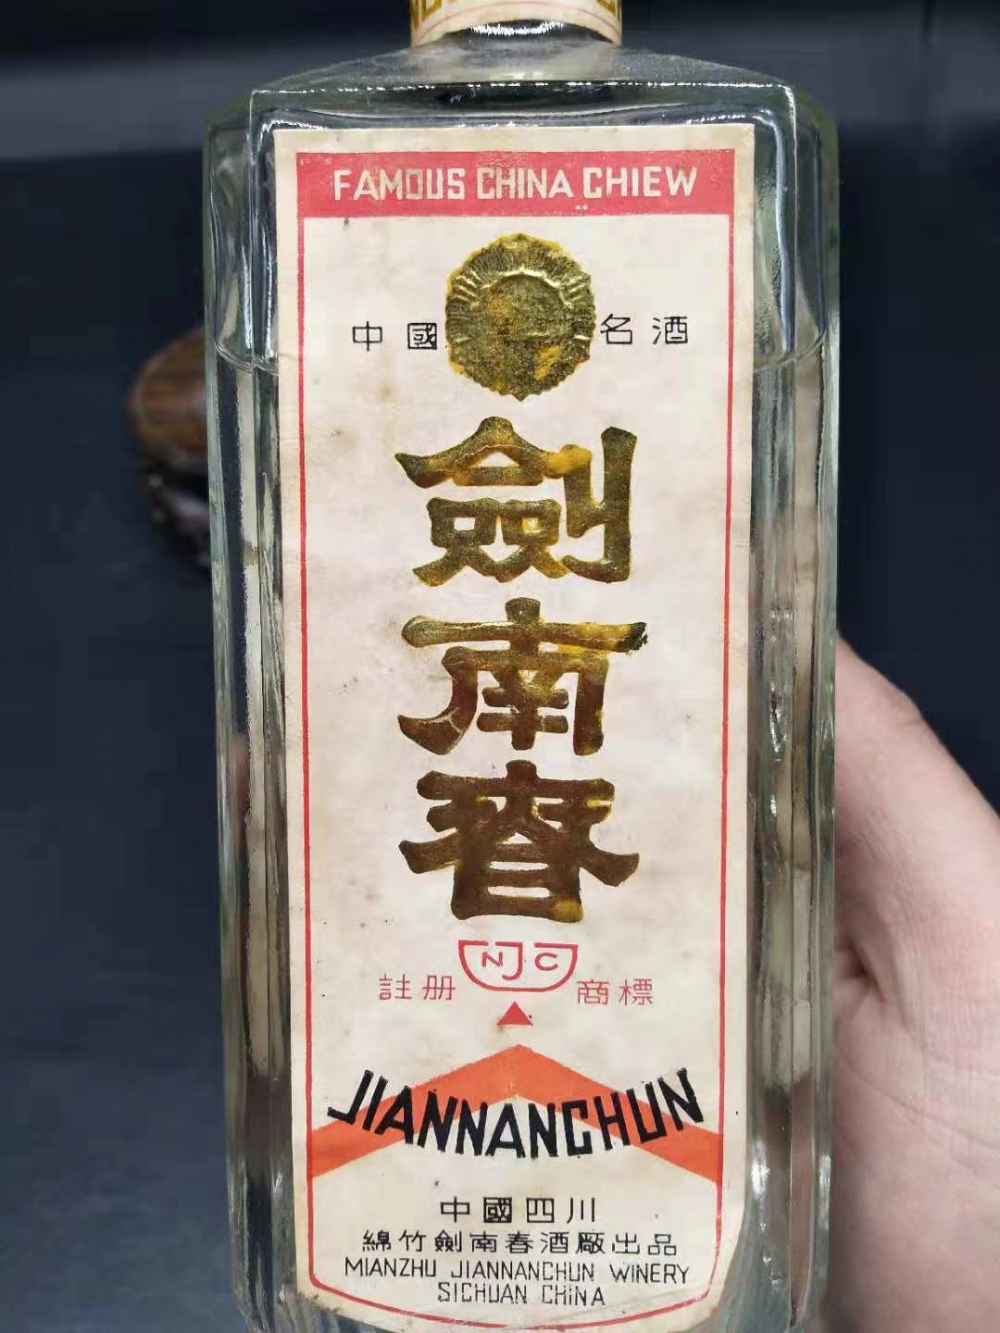 FAMOUS CHINA CHIEW
中國名酒
劍南春
NJC
註册 商標
JIANNANCHUN
中國四川
綿竹劍南春酒廠出品
MIANZHU JIANNANCHUN WINERY
SICHUAN CHINA